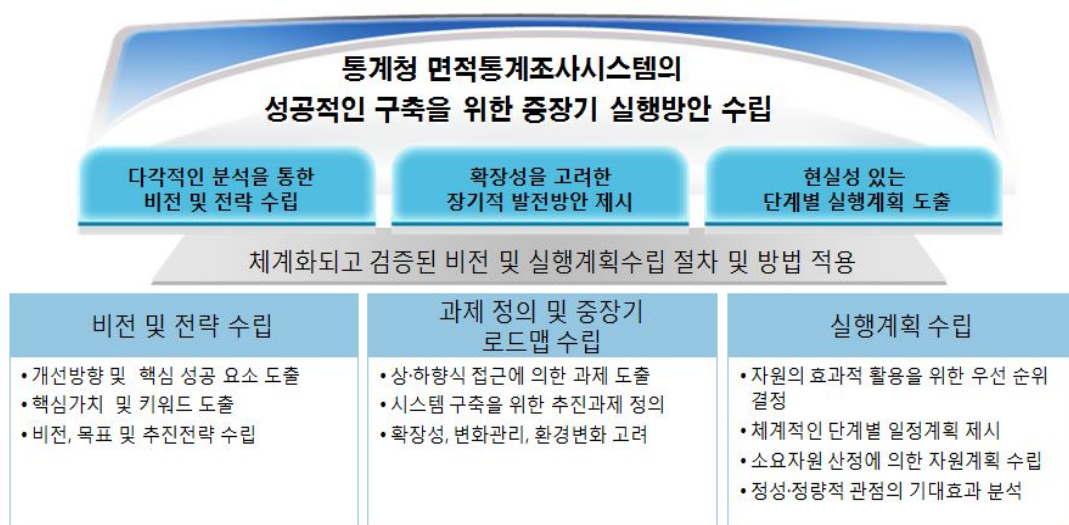 통계청 면적통계조사시스템의
성공적인 구축을 위한 중장기 실행방안 수립
다각적인 분석을 통한
비전 및 전략 수립
확장성을 고려한
장기적 발전방안 제시
현실성 있는
단계별 실행계획 도출
체계화되고 검증된 비전 및 실행계획수립 절차 및 방법 적용
비전 및 전략 수립
• 개선방향 및 핵심 성공 요소 도출
• 핵심가치 및 키워드 도출
• 비전, 목표 및 추진전략 수립
과제 정의 및 중장기
로드맵 수립
• 상·하향식 접근에 의한 과제 도출
• 시스템 구축을 위한 추진과제 정의
• 확장성, 변화관리, 환경변화 고려
실행계획 수립
• 자원의 효과적 활용을 위한 우선 순위
결정
• 체계적인 단계별 일정계획 제시
• 소요자원 산정에 의한 자원계획 수립
• 정성·정량적 관점의 기대효과 분석